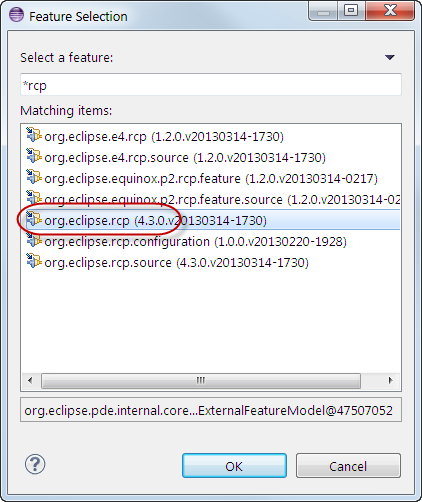 Feature Selection
Select a feature:
*rcp
Matching items:
org.eclipse.e4.rcp (1.2.0.v20130314-1730)
org.eclipse.e4.rcp.source (1.2.0.v20130314-1730)
org.eclipse.equinox.p2.rcp.feature (1.2.0.v20130314-0217)
org.eclipse.equinox.p2.rcp.feature.source (1.2.0.v20130314-02
org.eclipse.rcp (4.3.0.v20130314-1730)
org.eclipse.rcp.configuration (1.0.0.v20130220-1928)
org.eclipse.rcp.source (4.3.0.v20130314-1730)
org.eclipse.pde.internal.core...ExternalFeatureModel@47507052
?
OK
Cancel